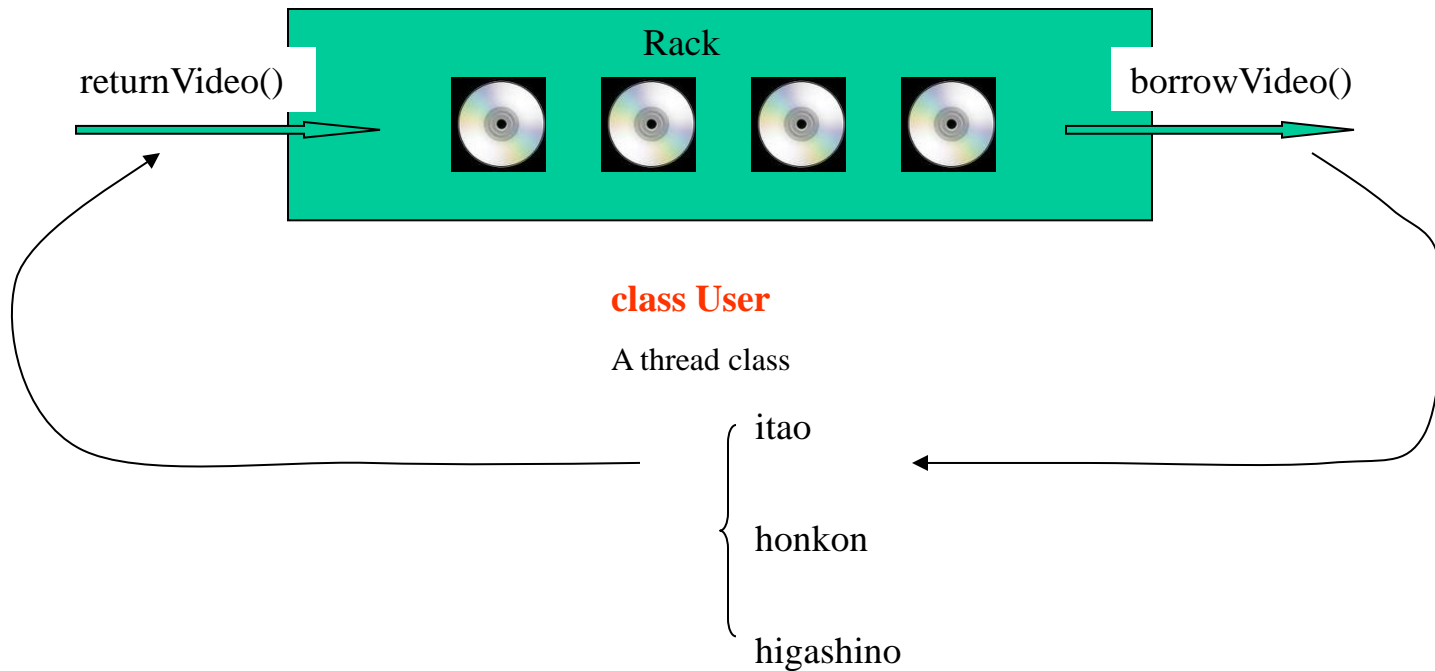 Rack
returnVideo()
borrowVideo()
class User
A thread class
itao
honkon
higashino